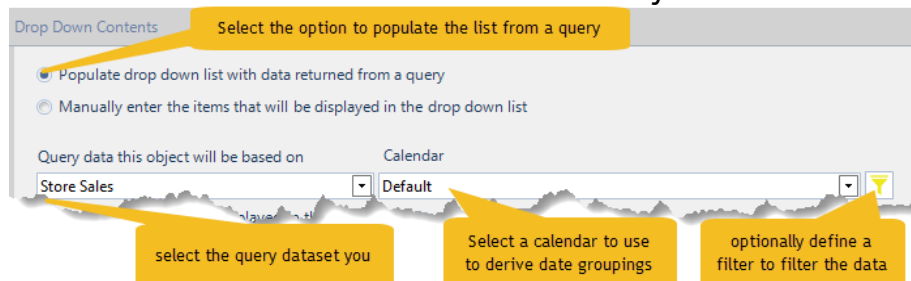 Drop Down Contents
Select the option to populate the list from a query
Populate drop down list with data returned from a query
Manually enter the items that will be displayed in the drop down list
Query data this object will be based on
Calendar
Store Sales
Default
select the query dataset you
Select a calendar to use
to derive date groupings
optionally define a
filter to filter the data